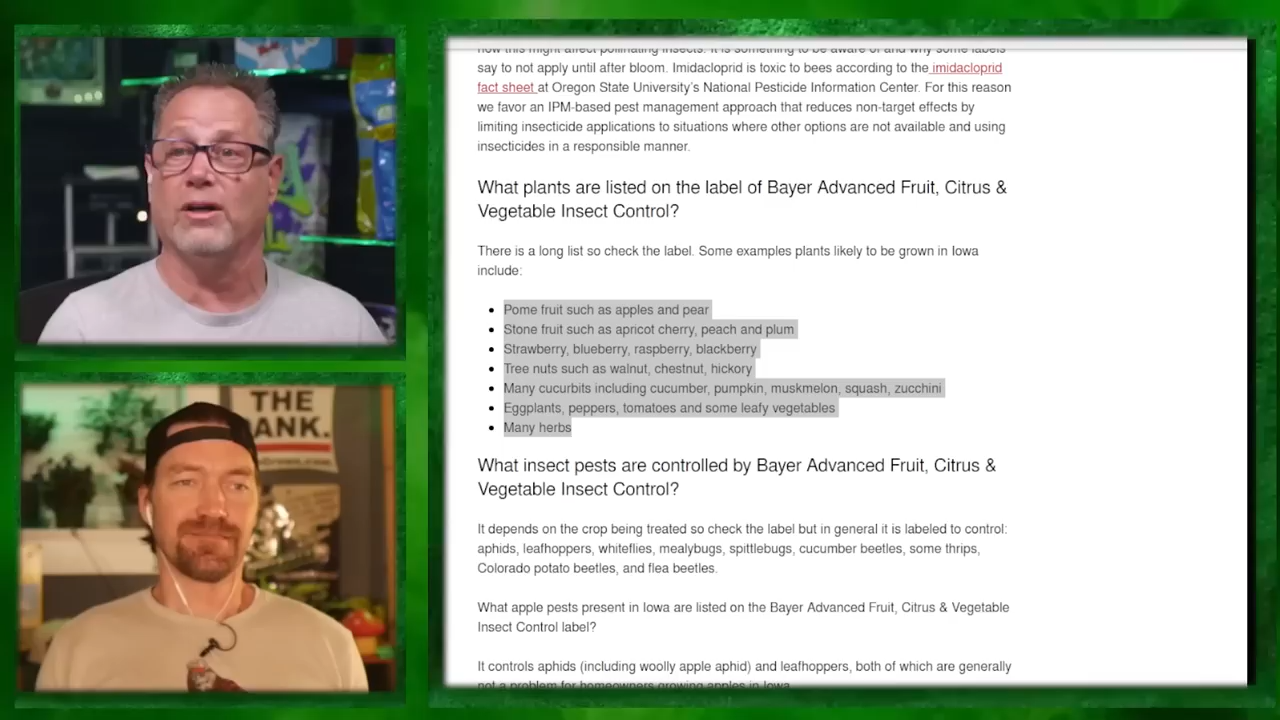 THE
ANK.
now this might affect pollinating insects. It is something to be aware of and why some labels
say to not apply until after bloom. Imidacloprid is toxic to bees according to the imidacloprid
fact sheet at Oregon State University's National Pesticide Information Center. For this reason
we favor an IPM-based pest management approach that reduces non-target effects by
limiting insecticide applications to situations where other options are not available and using
insecticides in a responsible manner.
What plants are listed on the label of Bayer Advanced Fruit, Citrus &
Vegetable Insect Control?
There is a long list so check the label. Some examples plants likely to be grown in Iowa
include:
Pome fruit such as apples and pear
Stone fruit such as apricot cherry, peach and plum
Strawberry, blueberry, raspberry, blackberry
Tree nuts such as walnut, chestnut, hickory
Many cucurbits including cucumber, pumpkin, muskmelon, squash, zucchini
Eggplants, peppers, tomatoes and some leafy vegetables
Many herbs
What insect pests are controlled by Bayer Advanced Fruit, Citrus &
Vegetable Insect Control?
It depends on the crop being treated so check the label but in general it is labeled to control:
aphids, leafhoppers, whiteflies, mealybugs, spittlebugs, cucumber beetles, some thrips,
Colorado potato beetles, and flea beetles.
What apple pests present in Iowa are listed on the Bayer Advanced Fruit, Citrus & Vegetable
Insect Control label?
It controls aphids (including woolly apple aphid) and leafhoppers, both of which are generally
not a problem for homeowners growing apples in Iowa.